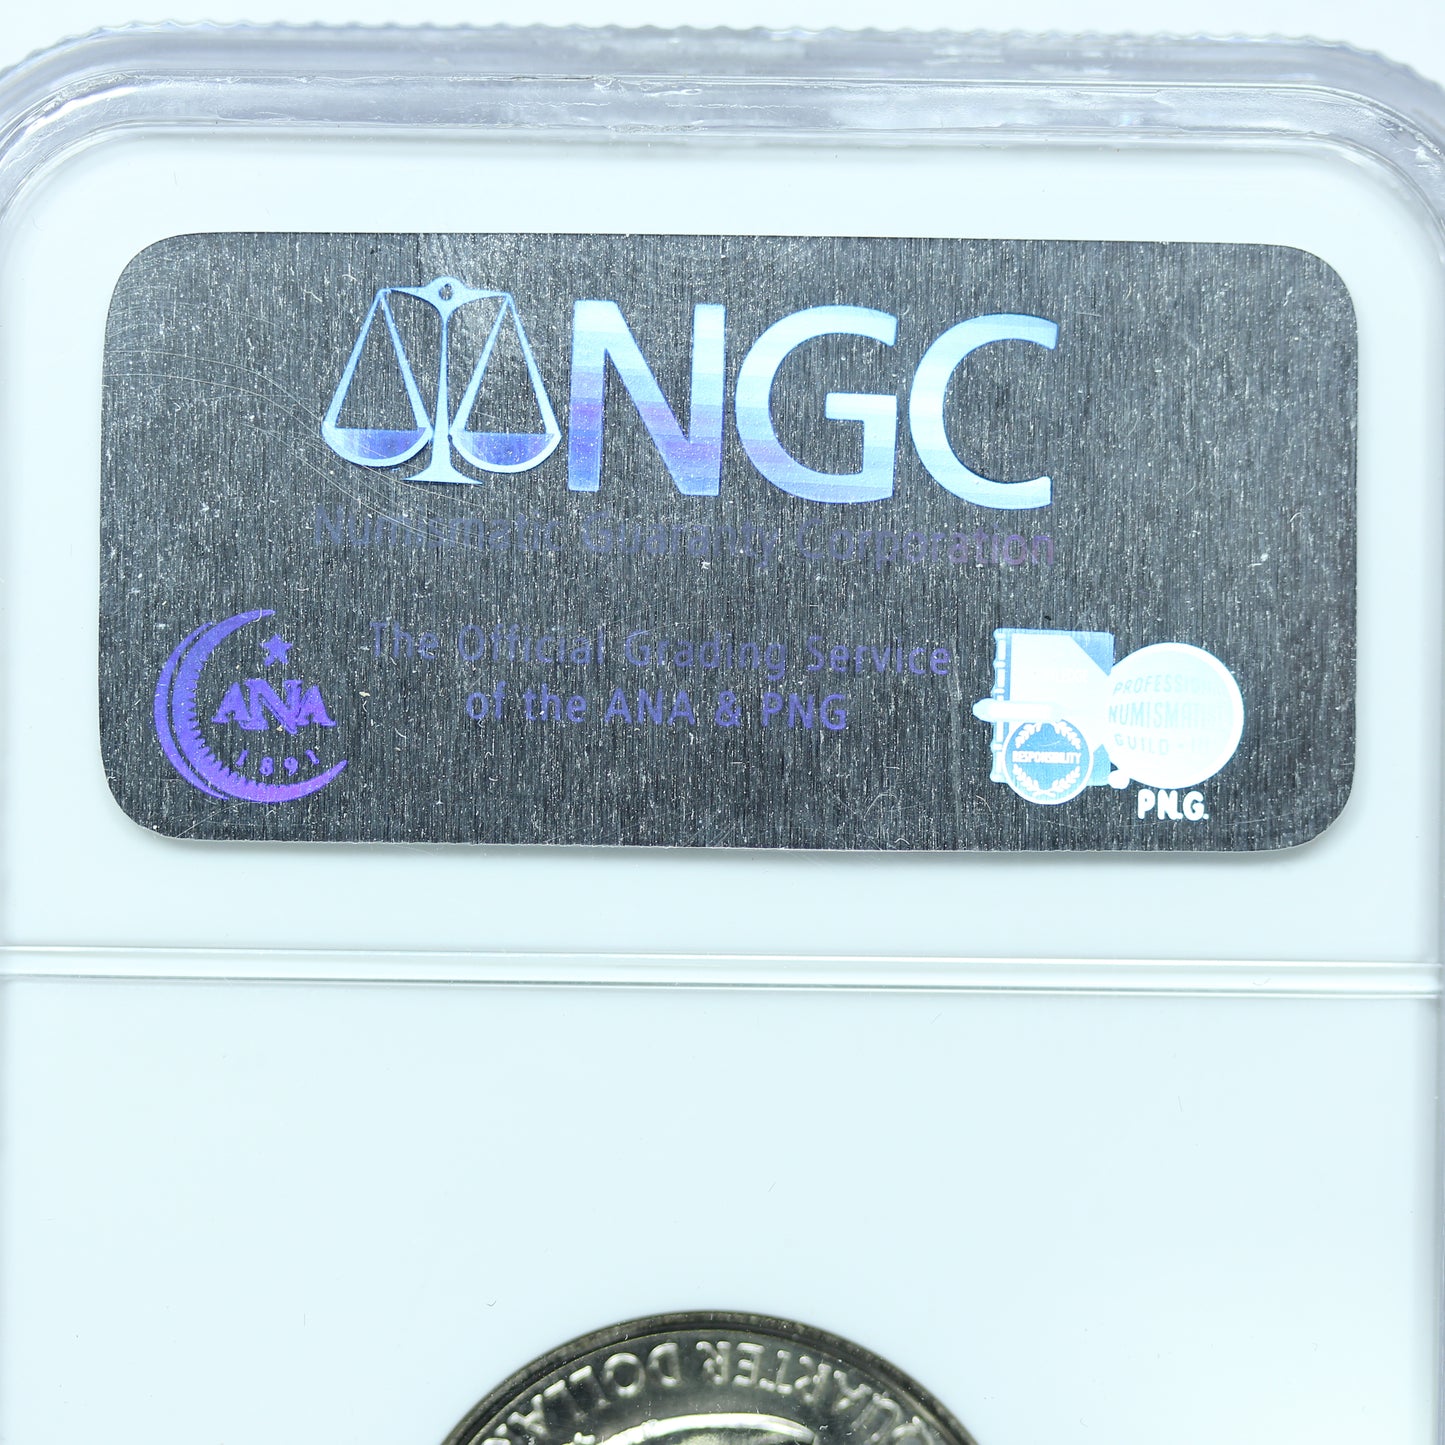 NGC
Numismatic Guaranty Corporation
The Official Grading Service
of the ANA & PNG
ANA
1891
PROFESSIONAL
NUMISMATISTS
GUILD
RESPONSIBILITY
P.N.G.
QUARTER DOLLAR